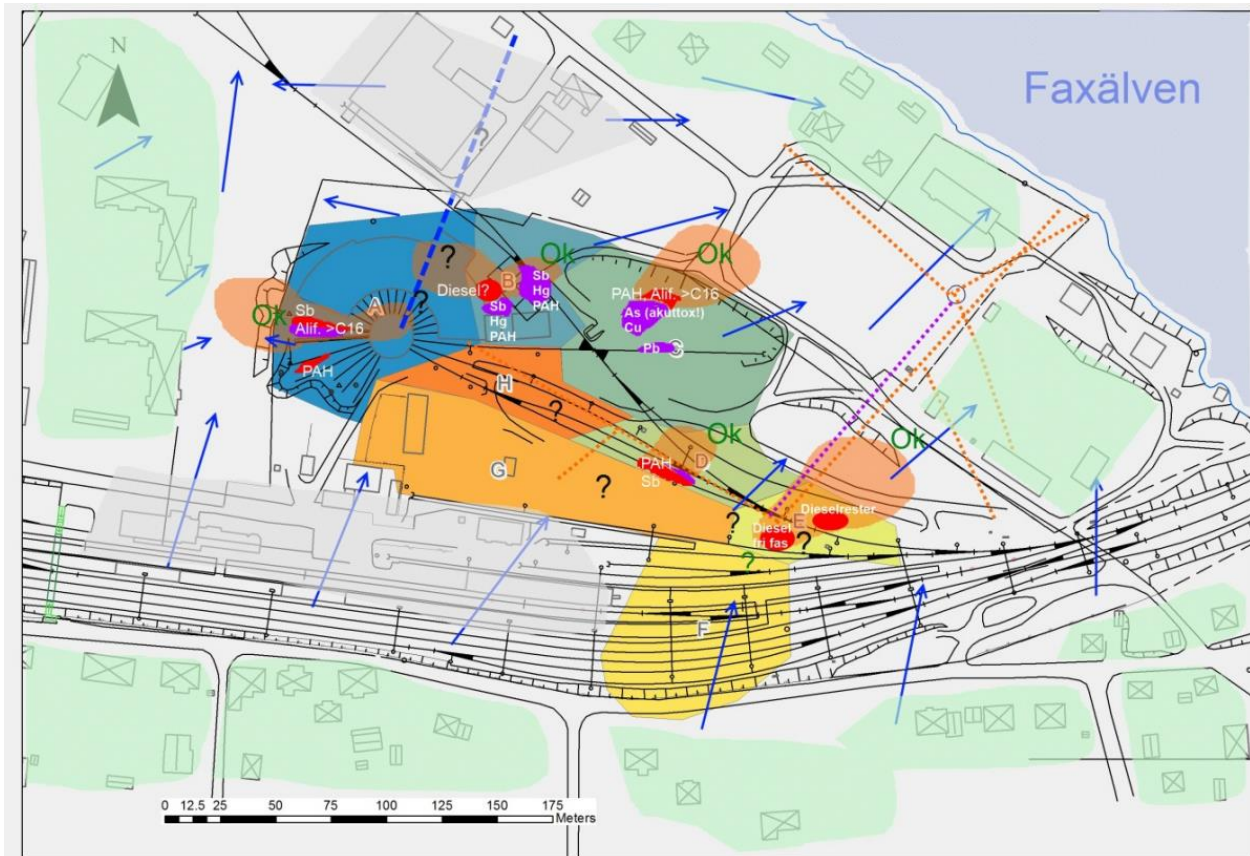 N
Faxälven
?
Ok
Ok
?
B
Sb
Hg
PAH
Diesel?
Sb
Hg
PAH
PAH, Alif. >C16
As (akuttox!)
Cu
Pb
?
A
Ok
Sb
Alif. >C16
PAH
H
?
Ok
Ok
G
?
PAH
Sb
D
?
E
Dieselrester
Diesel
fri fas
?
?
F
0 12.5 25 50 75 100 125 150 175
Meters